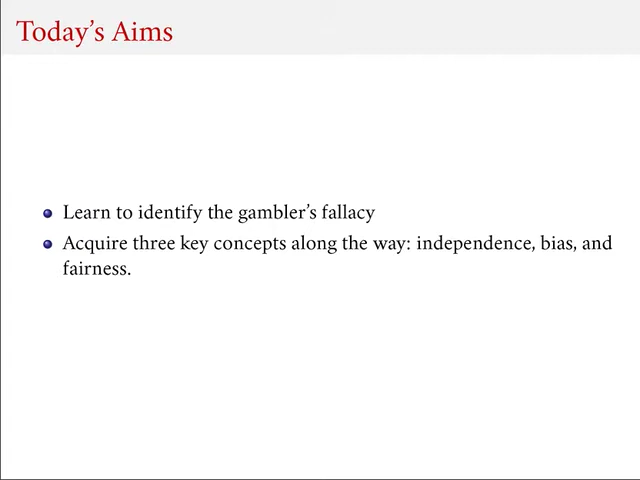 Today’s Aims
Learn to identify the gambler’s fallacy
Acquire three key concepts along the way: independence, bias, and
fairness.